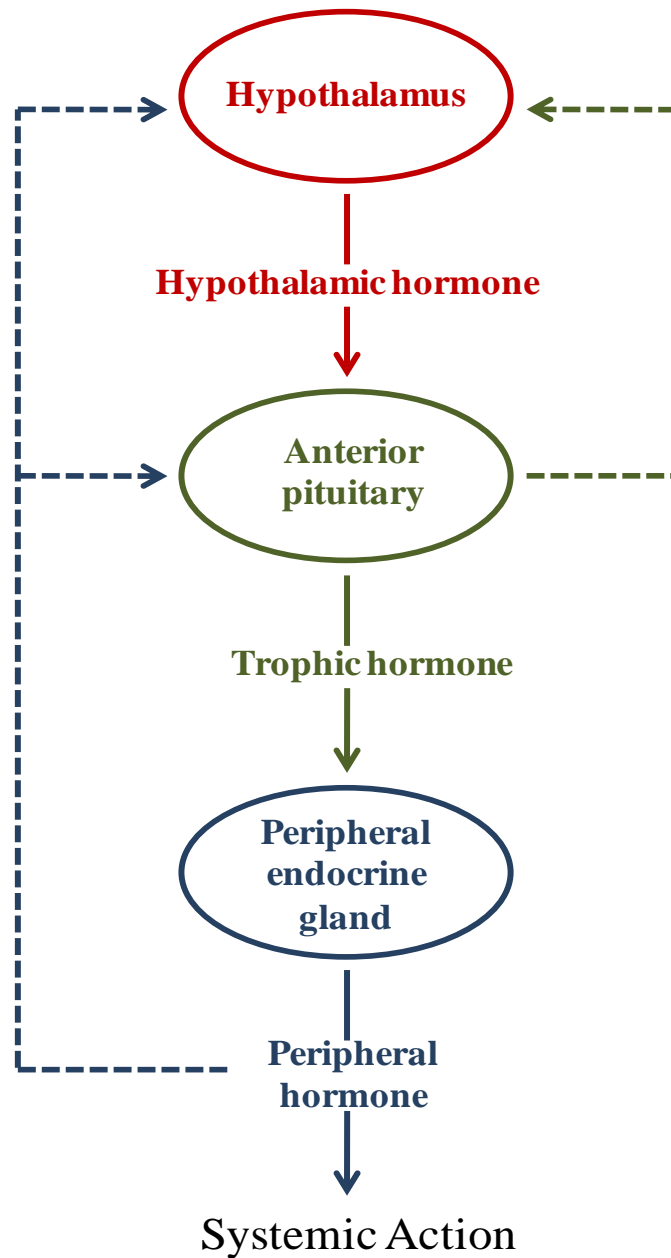 Hypothalamus
Hypothalamic hormone
Anterior
pituitary
Trophic hormone
Peripheral
endocrine
gland
Peripheral
hormone
Systemic Action